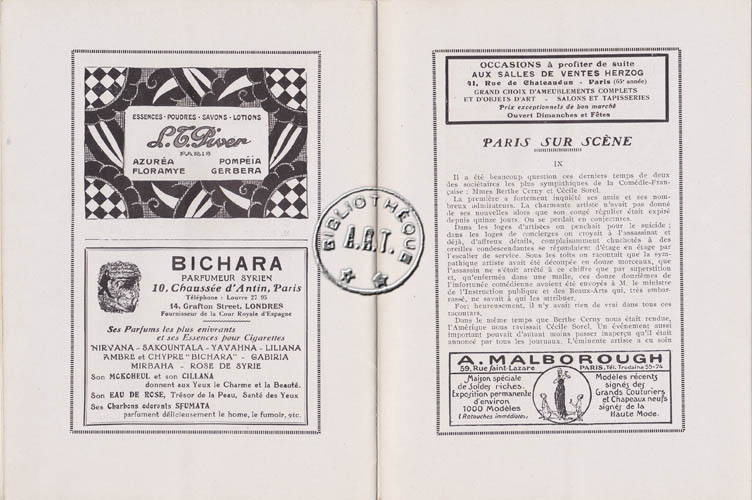 ESSENCES - POUDRES - SAVONS - LOTIONS
L.T. Piver
PARIS
AZURÉA POMPÉIA
FLORAMYE GERBERA
BICHARA
PARFUMEUR SYRIEN
10, Chaussée d'Antin, Paris
Téléphone : Louvre 27 95
14, Grafton Street, LONDRES
Fournisseur de la Cour Royale d'Espagne
Ses Parfums les plus enivrants
et ses Essences pour Cigarettes
NIRVANA - SAKOUNTALA - YAVAHNA - LILIANA
AMBRE et CHYPRE "BICHARA" - GABIRIA
MIRBAHA - ROSE DE SYRIE
Son MOKOHEUL et son CILLANA
donnent aux Yeux le Charme et la Beauté.
Son EAU DE ROSE, Trésor de la Peau, Santé des Yeux
Ses Charbons odorants SFUMATA
parfument délicieusement le home, le fumoir, etc.
BIBLIOTHÈQUE
A.R.T.
OCCASIONS à profiter de suite
AUX SALLES DE VENTES HERZOG
41, Rue de Chateaudun - Paris (65e année)
GRAND CHOIX D'AMEUBLEMENTS COMPLETS
ET D'OBJETS D'ART - SALONS ET TAPISSERIES
Prix exceptionnels de bon marché
Ouvert Dimanches et Fêtes
PARIS SUR SCÈNE
IX
Il a été beaucoup question ces derniers temps de deux
des sociétaires les plus sympathiques de la Comédie-Fran-
çaise : Mmes Berthe Cerny et Cécile Sorel.
La première a fortement inquiété ses amis et ses nom-
breux admirateurs. La charmante artiste n'avait pas donné
de ses nouvelles alors que son congé régulier était expiré
depuis quinze jours. On se perdait en conjectures.
Dans les loges d'artistes on penchait pour le suicide ;
dans les loges de concierges on croyait à l'assassinat et
déjà, d'affreux détails, complaisamment chuchotés à des
oreilles condescendantes se répandaient d'étage en étage par
l'escalier de service. Sous les toits on racontait que la sym-
pathique artiste avait été découpée en douze morceaux, que
l'assassin ne s'était arrêté à ce chiffre que par superstition
et, qu'enfermés dans une malle, ces douze douzièmes de
l'infortunée comédienne avaient été envoyés à M. le ministre
de l'Instruction publique et des Beaux-Arts qui, très embar-
rassé, ne savait à qui les attribuer.
Fort heureusement, il n'y avait rien de vrai dans tous ces
racontars.
Dans le même temps que Berthe Cerny nous était rendue,
l'Amérique nous ravissait Cécile Sorel. Un événement aussi
important pouvait d'autant moins passer inaperçu qu'il était
annoncé par tous les journaux. L'éminente artiste a eu soin
A. MALBOROUGH
59, Rue Saint-Lazare PARIS, Tél. Trudaine 55-74
Maison spéciale
de Soldes riches.
Exposition permanente
d'environ
1000 Modèles
(Retouches immédiates)
Modèles récents
signés des
Grands Couturiers
et Chapeaux neufs
signés de la
Haute Mode.